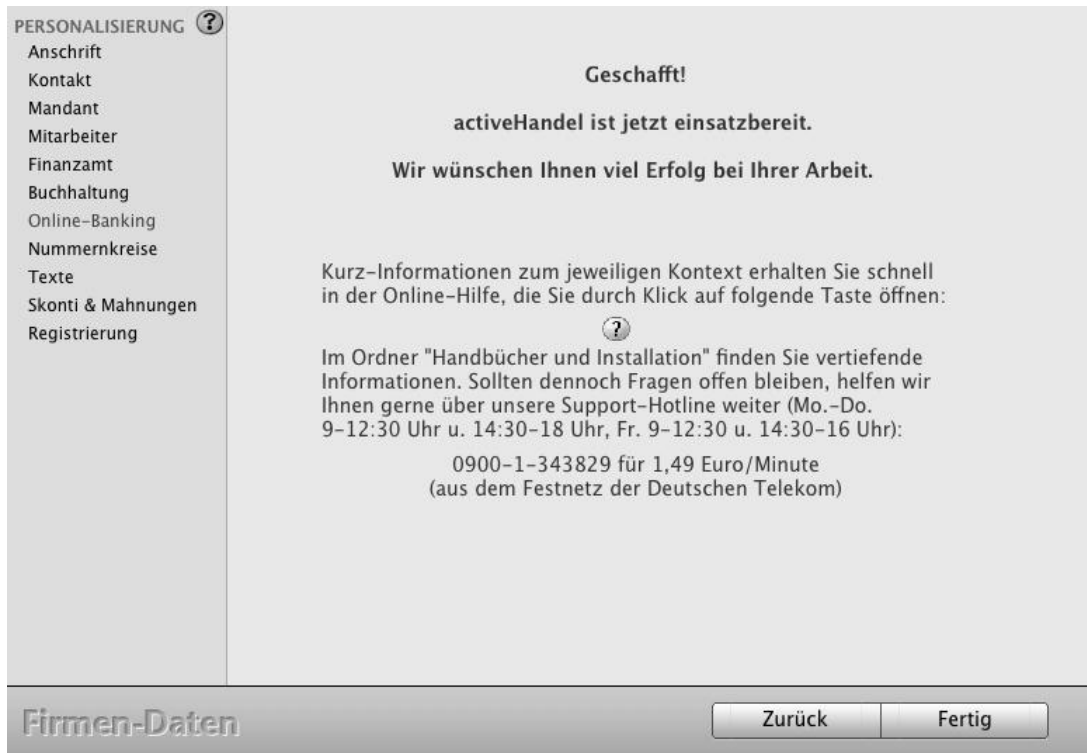 PERSONALISIERUNG ?
Anschrift
Kontakt
Mandant
Mitarbeiter
Finanzamt
Buchhaltung
Online-Banking
Nummernkreise
Texte
Skonti & Mahnungen
Registrierung
Geschafft!
activeHandel ist jetzt einsatzbereit.
Wir wünschen Ihnen viel Erfolg bei Ihrer Arbeit.
Kurz-Informationen zum jeweiligen Kontext erhalten Sie schnell
in der Online-Hilfe, die Sie durch Klick auf folgende Taste öffnen:
?
Im Ordner "Handbücher und Installation" finden Sie vertiefende
Informationen. Sollten dennoch Fragen offen bleiben, helfen wir
Ihnen gerne über unsere Support-Hotline weiter (Mo.-Do.
9-12:30 Uhr u. 14:30-18 Uhr, Fr. 9-12:30 u. 14:30-16 Uhr):
0900-1-343829 für 1,49 Euro/Minute
(aus dem Festnetz der Deutschen Telekom)
Firmen-Daten
Zurück
Fertig